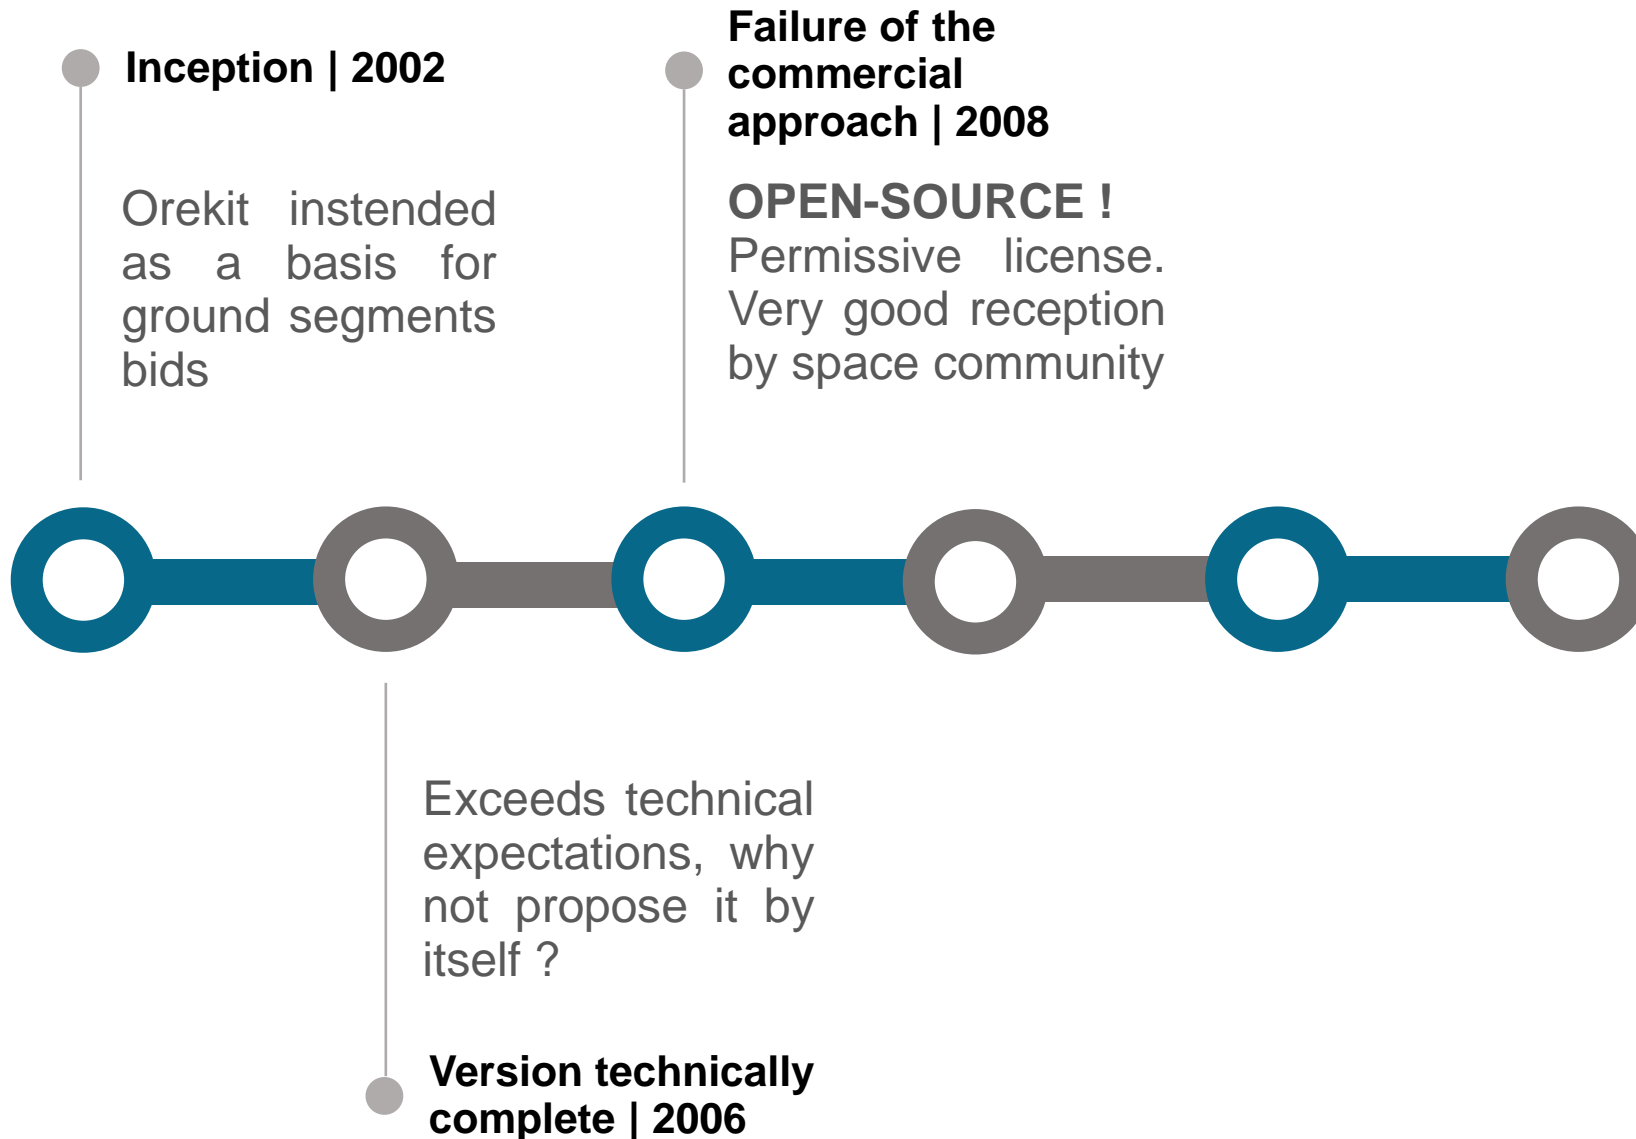 Inception | 2002
Orekit instended
as a basis for
ground segments
bids
Failure of the
commercial
approach | 2008
OPEN-SOURCE !
Permissive license.
Very good reception
by space community
Exceeds technical
expectations, why
not propose it by
itself ?
Version technically
complete | 2006